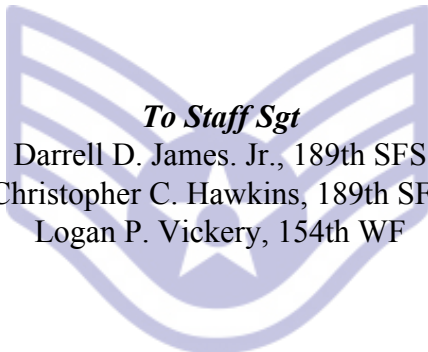 To Staff Sgt
Darrell D. James. Jr., 189th SFS
Christopher C. Hawkins, 189th SF
Logan P. Vickery, 154th WF